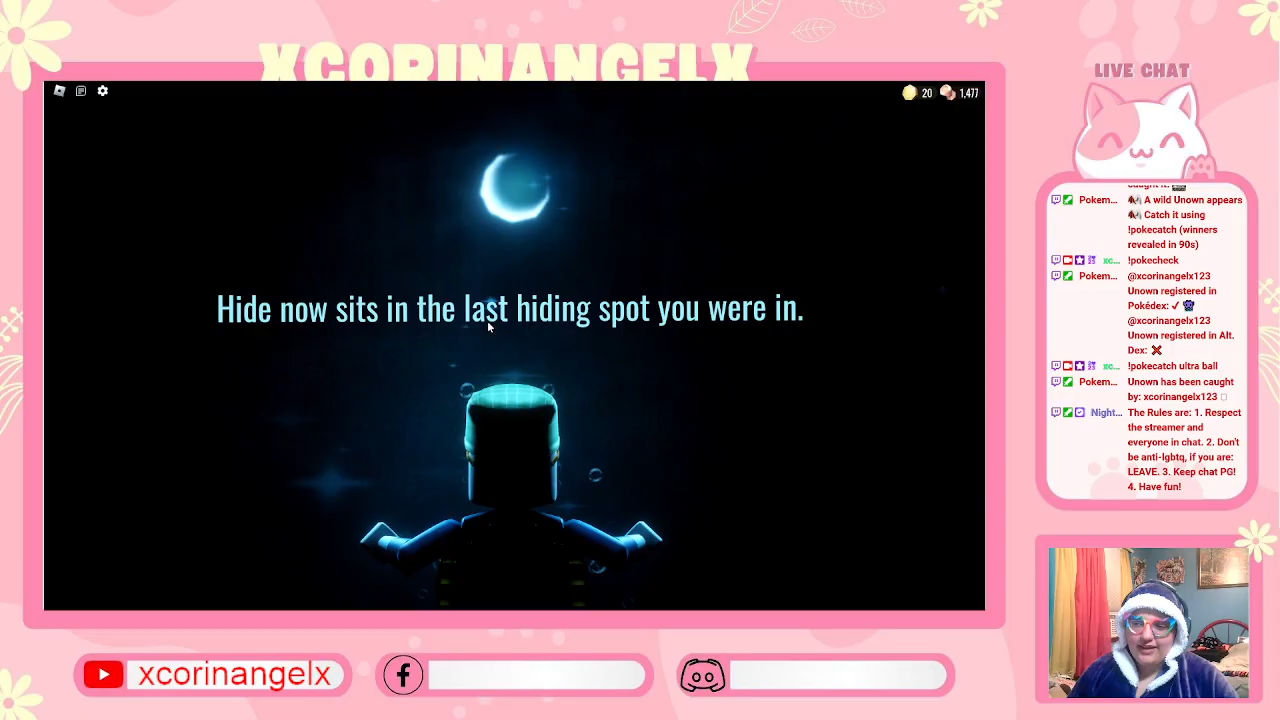 XCORINANGELX
LIVE CHAT
20 1,477
Hide now sits in the last hiding spot you were in.
caught it.
Pokem... A wild Unown appears
Catch it using
!pokecatch (winners
revealed in 90s)
xc... !pokecheck
Pokem... @xcorinangelx123
Unown registered in
Pokédex: ✓
@xcorinangelx123
Unown registered in Alt.
Dex: ❌
xc... !pokecatch ultra ball
Pokem... Unown has been caught
by: xcorinangelx123
Night... The Rules are: 1. Respect
the streamer and
everyone in chat. 2. Don't
be anti-lgbtq, if you are:
LEAVE. 3. Keep chat PG!
4. Have fun!
xcorinangelx